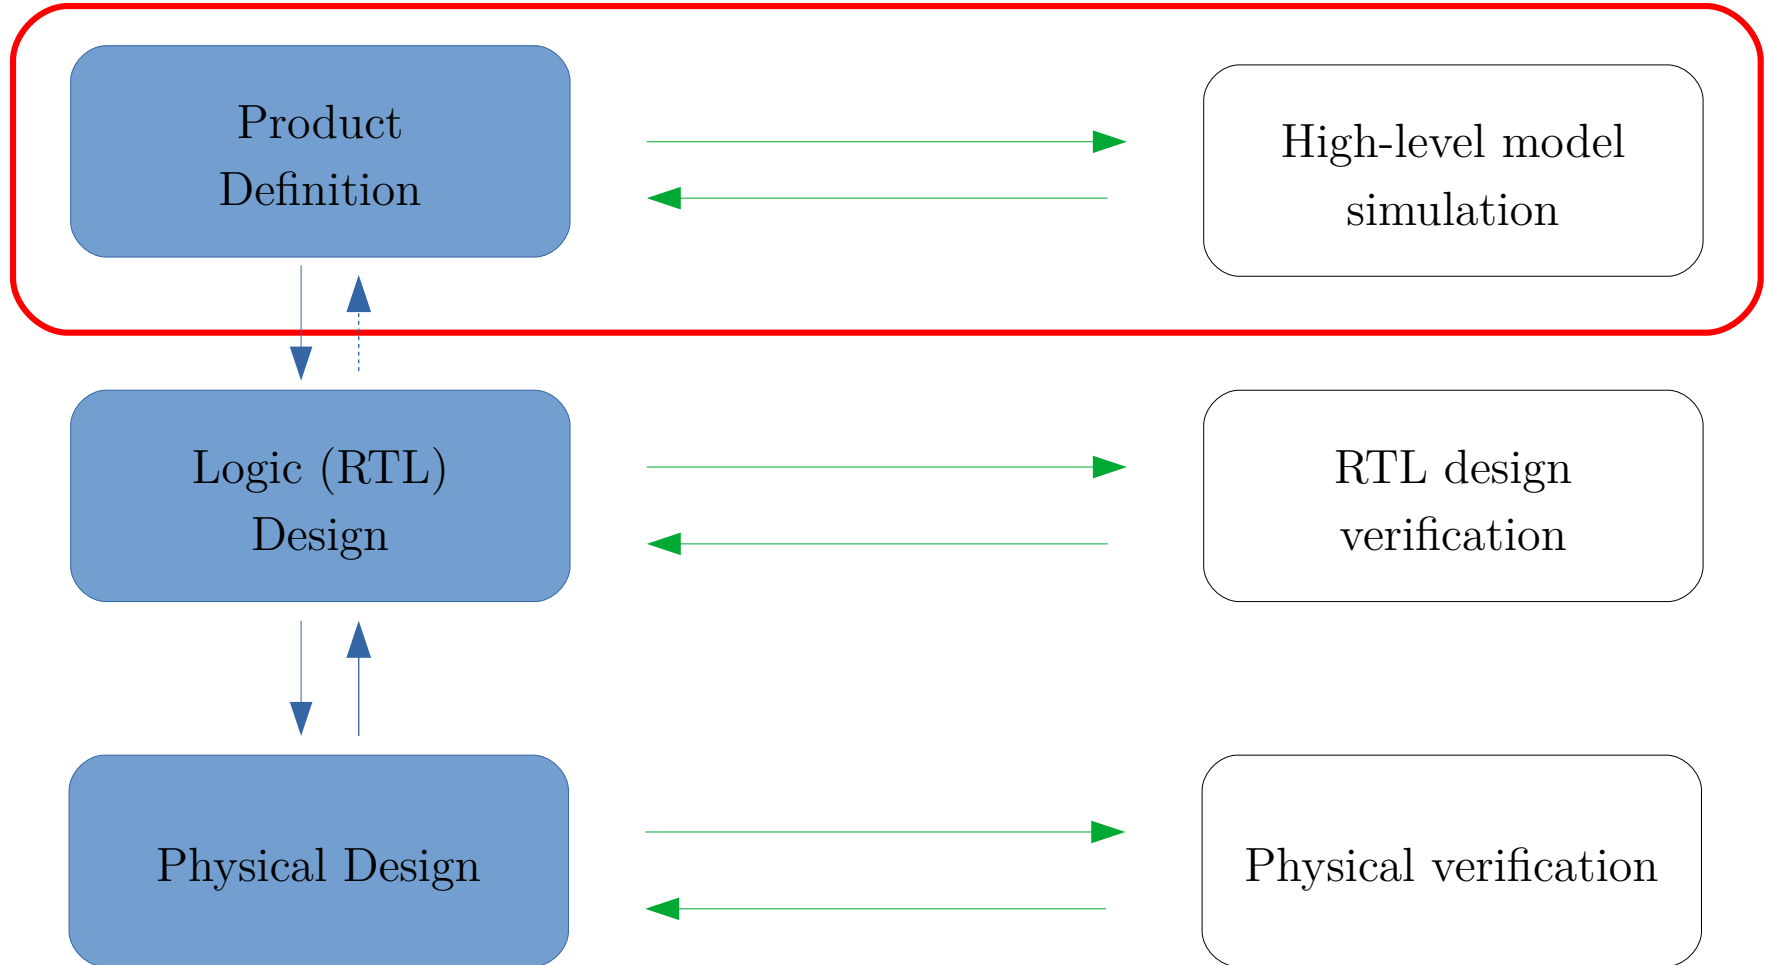 Product
Definition
High-level model
simulation
Logic (RTL)
Design
RTL design
verification
Physical Design
Physical verification